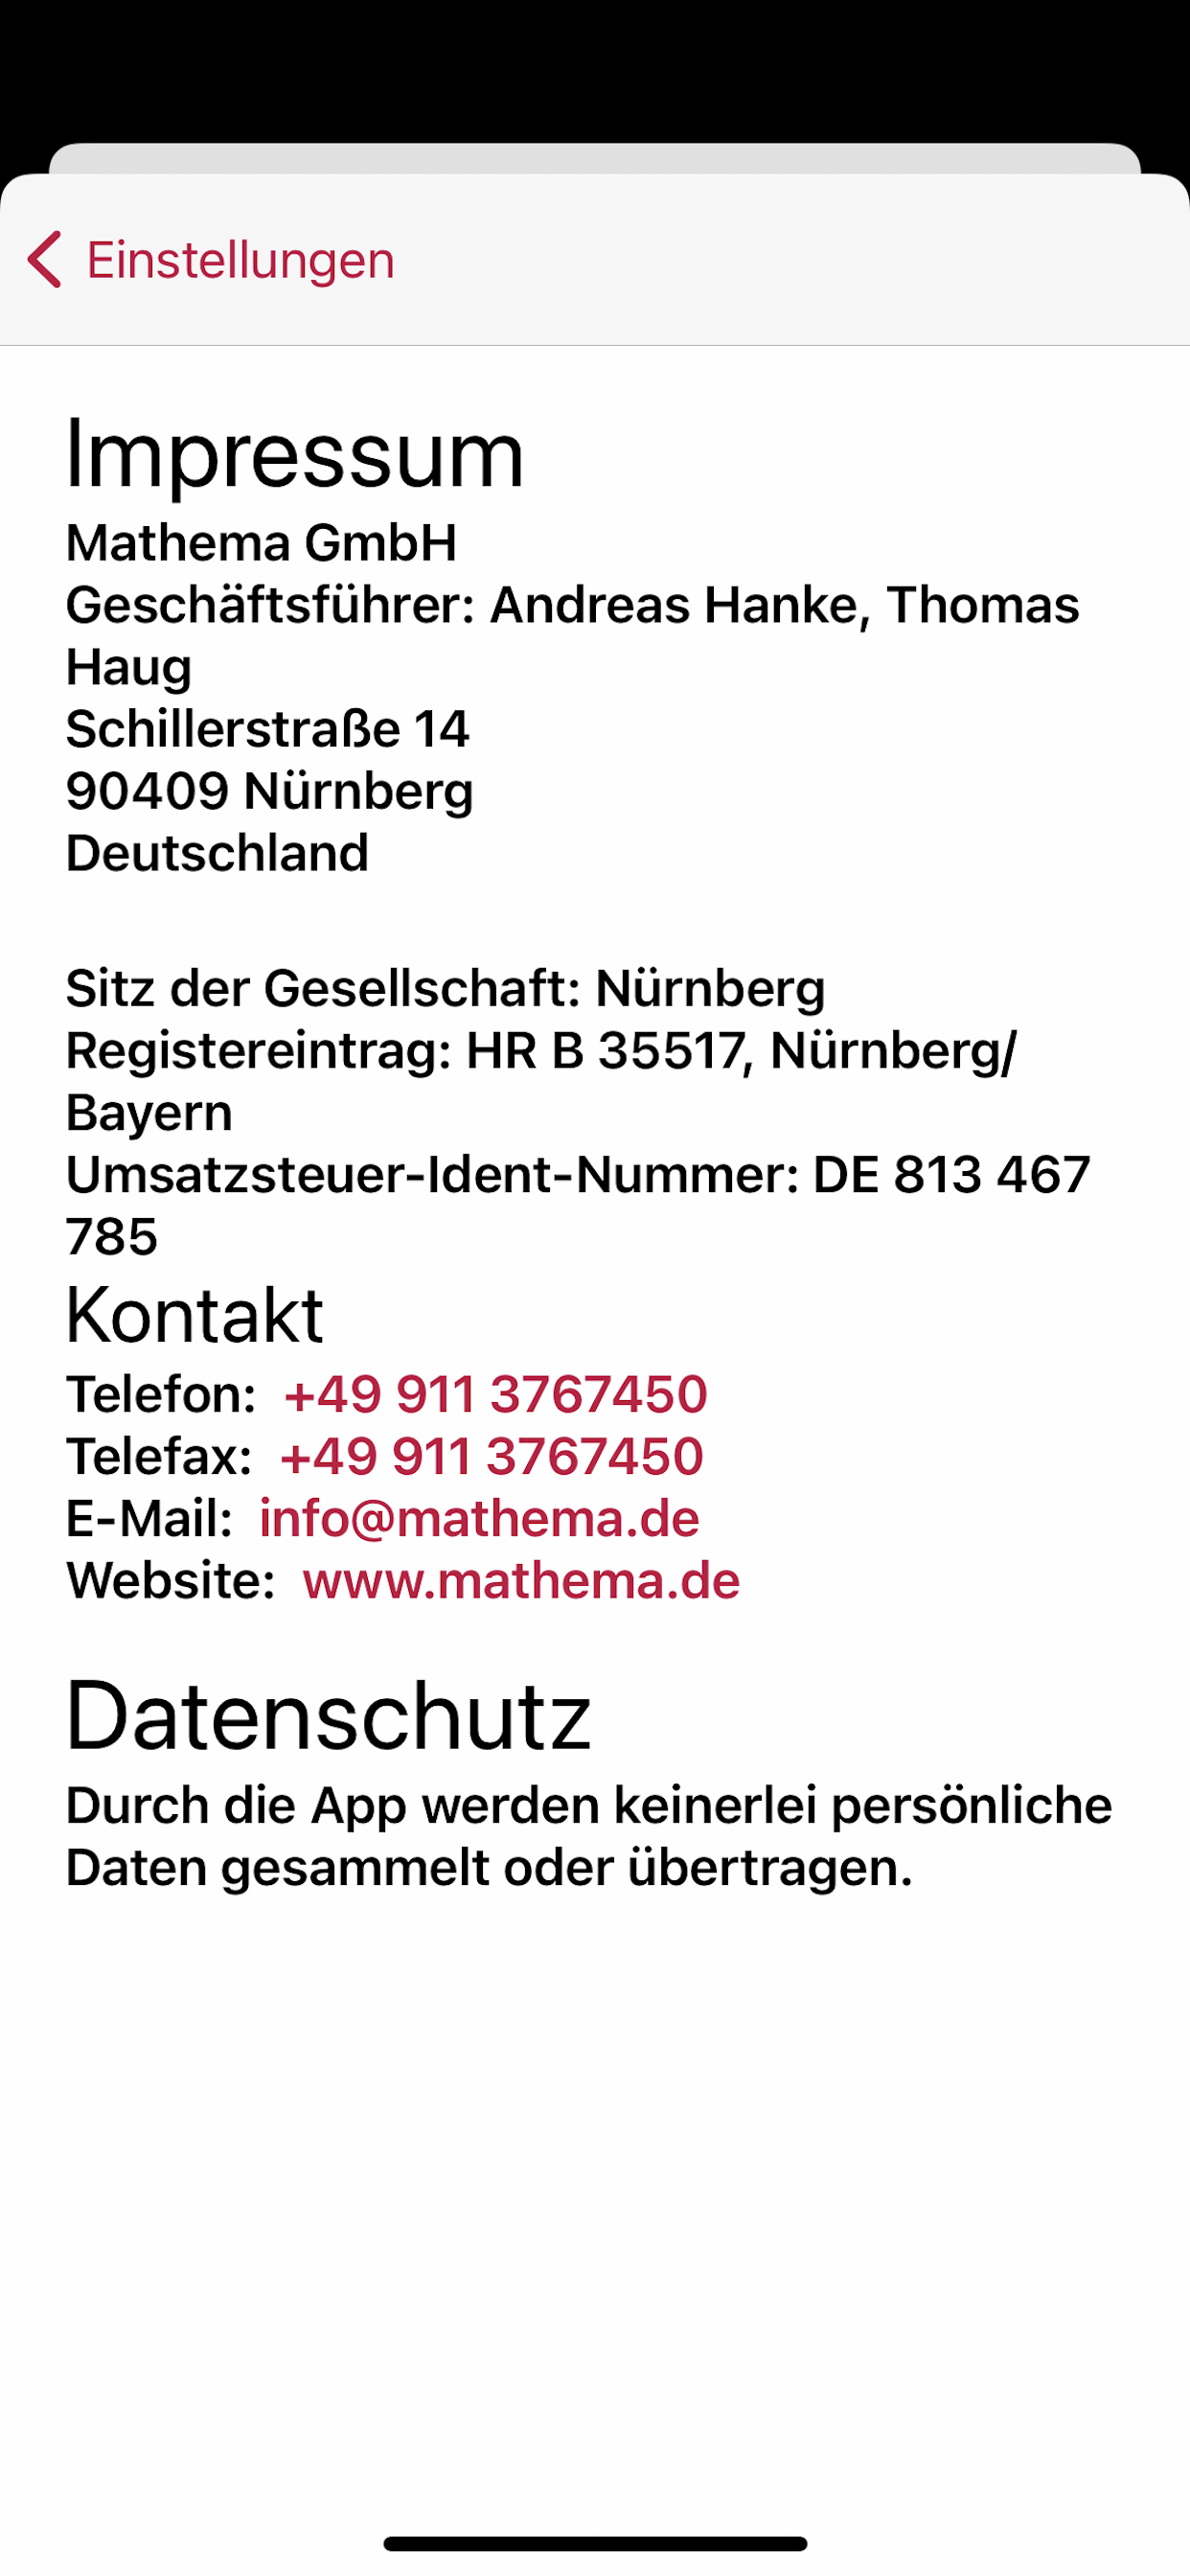 Einstellungen
Impressum
Mathema GmbH
Geschäftsführer: Andreas Hanke, Thomas
Haug
Schillerstraße 14
90409 Nürnberg
Deutschland
Sitz der Gesellschaft: Nürnberg
Registereintrag: HR B 35517, Nürnberg/
Bayern
Umsatzsteuer-Ident-Nummer: DE 813 467
785
Kontakt
Telefon: +49 911 3767450
Telefax: +49 911 3767450
E-Mail: info@mathema.de
Website: www.mathema.de
Datenschutz
Durch die App werden keinerlei persönliche
Daten gesammelt oder übertragen.